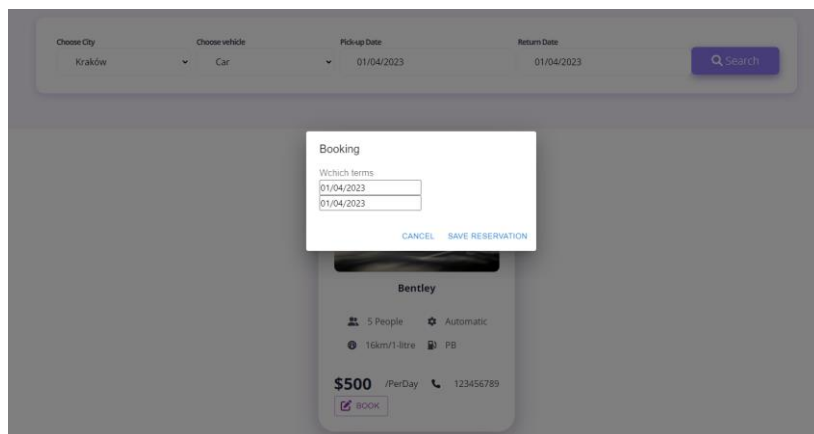 Choose City Choose vehicle Pick-up Date Return Date
Kraków Car 01/04/2023 01/04/2023 Search
Booking
Wchich terms
01/04/2023
01/04/2023
CANCEL SAVE RESERVATION
Bentley
5 People Automatic
16km/1-litre PB
$500 /PerDay 123456789
BOOK